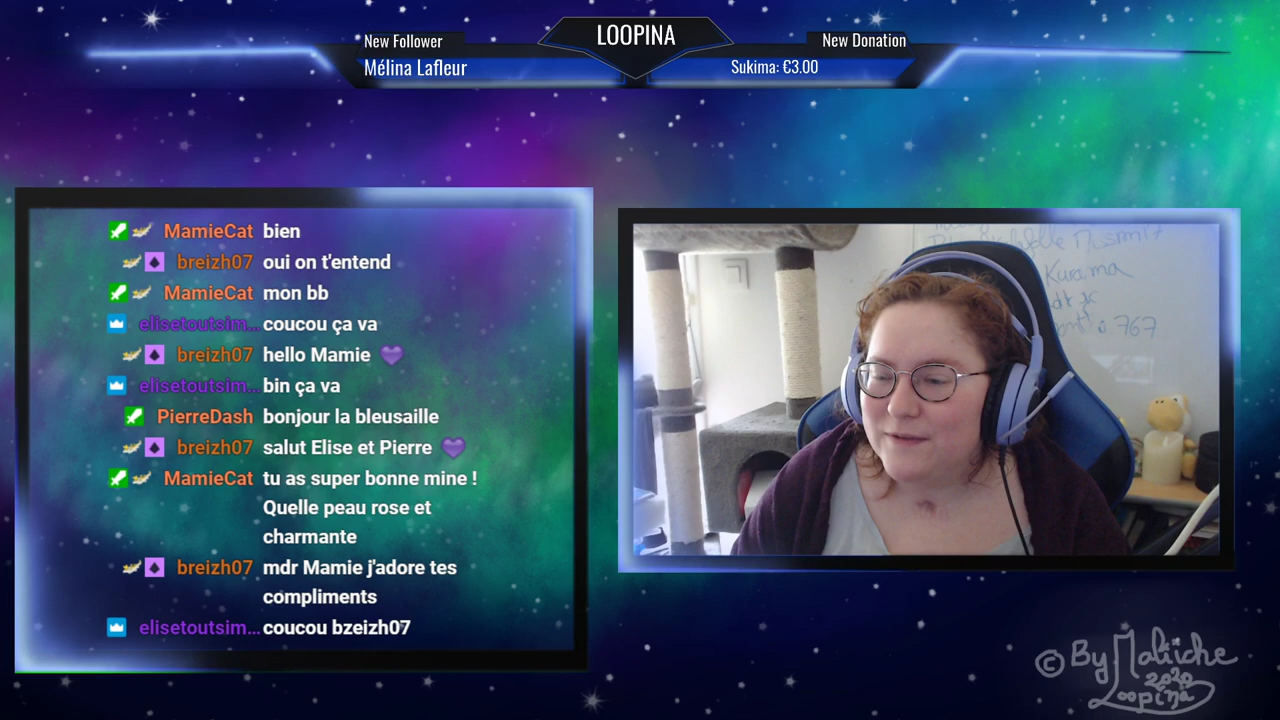 LOOPINA
New Follower
New Donation
Mélina Lafleur
Sukima: €3.00
MamieCat bien
breizh07 oui on t'entend
MamieCat mon bb
elisetoutsim... coucou ça va
breizh07 hello Mamie 💜
elisetoutsim... bin ça va
PierreDash bonjour la bleusaille
breizh07 salut Elise et Pierre 💜
MamieCat tu as super bonne mine !
Quelle peau rose et
charmante
breizh07 mdr Mamie j'adore tes
compliments
elisetoutsim... coucou bzeizh07
Kurama
767
© By Maliiche
2020
Loopina